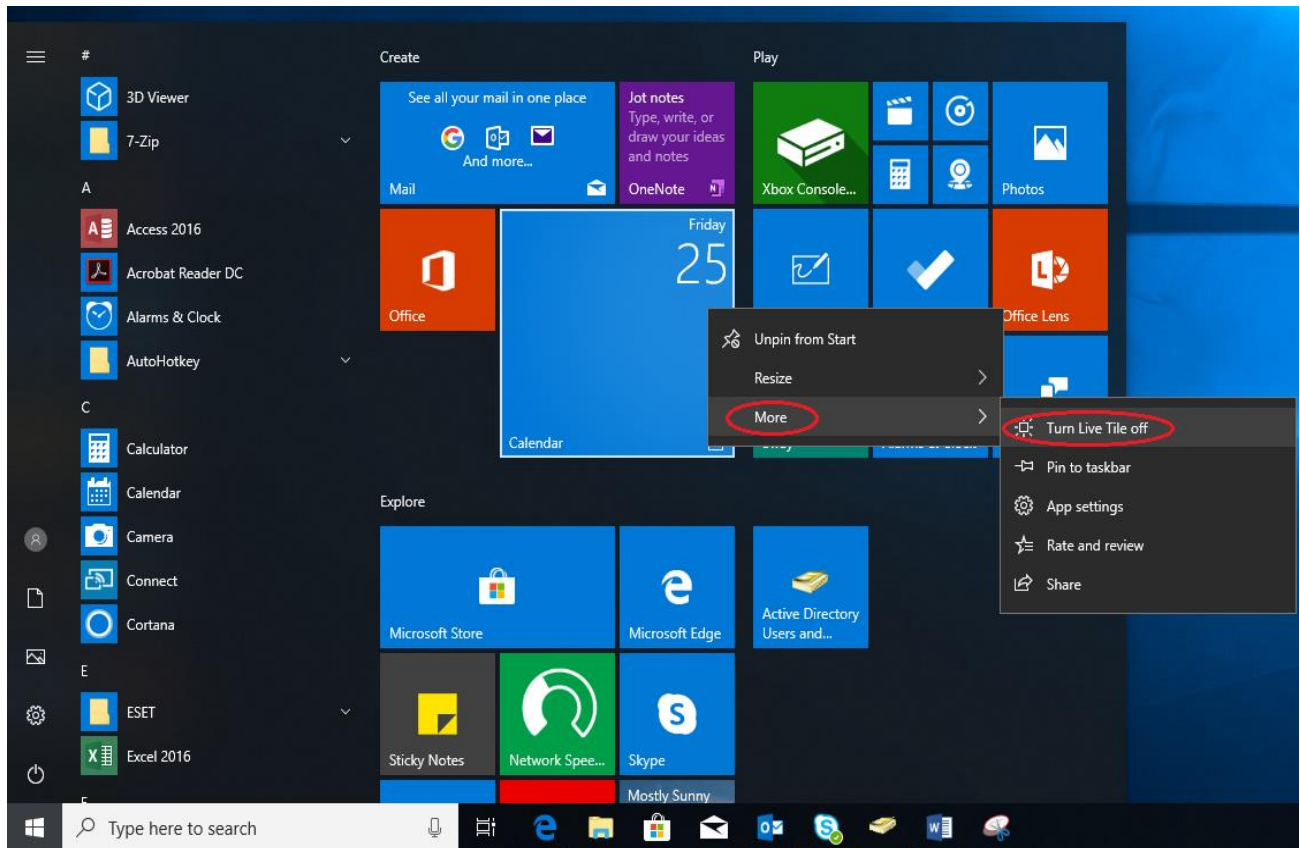 #
3D Viewer
7-Zip
A
Access 2016
Acrobat Reader DC
Alarms & Clock
AutoHotkey
C
Calculator
Calendar
Camera
Connect
Cortana
E
ESET
Excel 2016
Create
See all your mail in one place
And more...
Mail
Jot notes
Type, write, or
draw your ideas
and notes
OneNote
Office
Friday
25
Calendar
Play
Xbox Console...
Photos
Office Lens
Unpin from Start
Resize
More
Turn Live Tile off
Pin to taskbar
App settings
Rate and review
Share
Explore
Microsoft Store
Microsoft Edge
Active Directory
Users and...
Sticky Notes
Network Spee...
Skype
Mostly Sunny
Type here to search